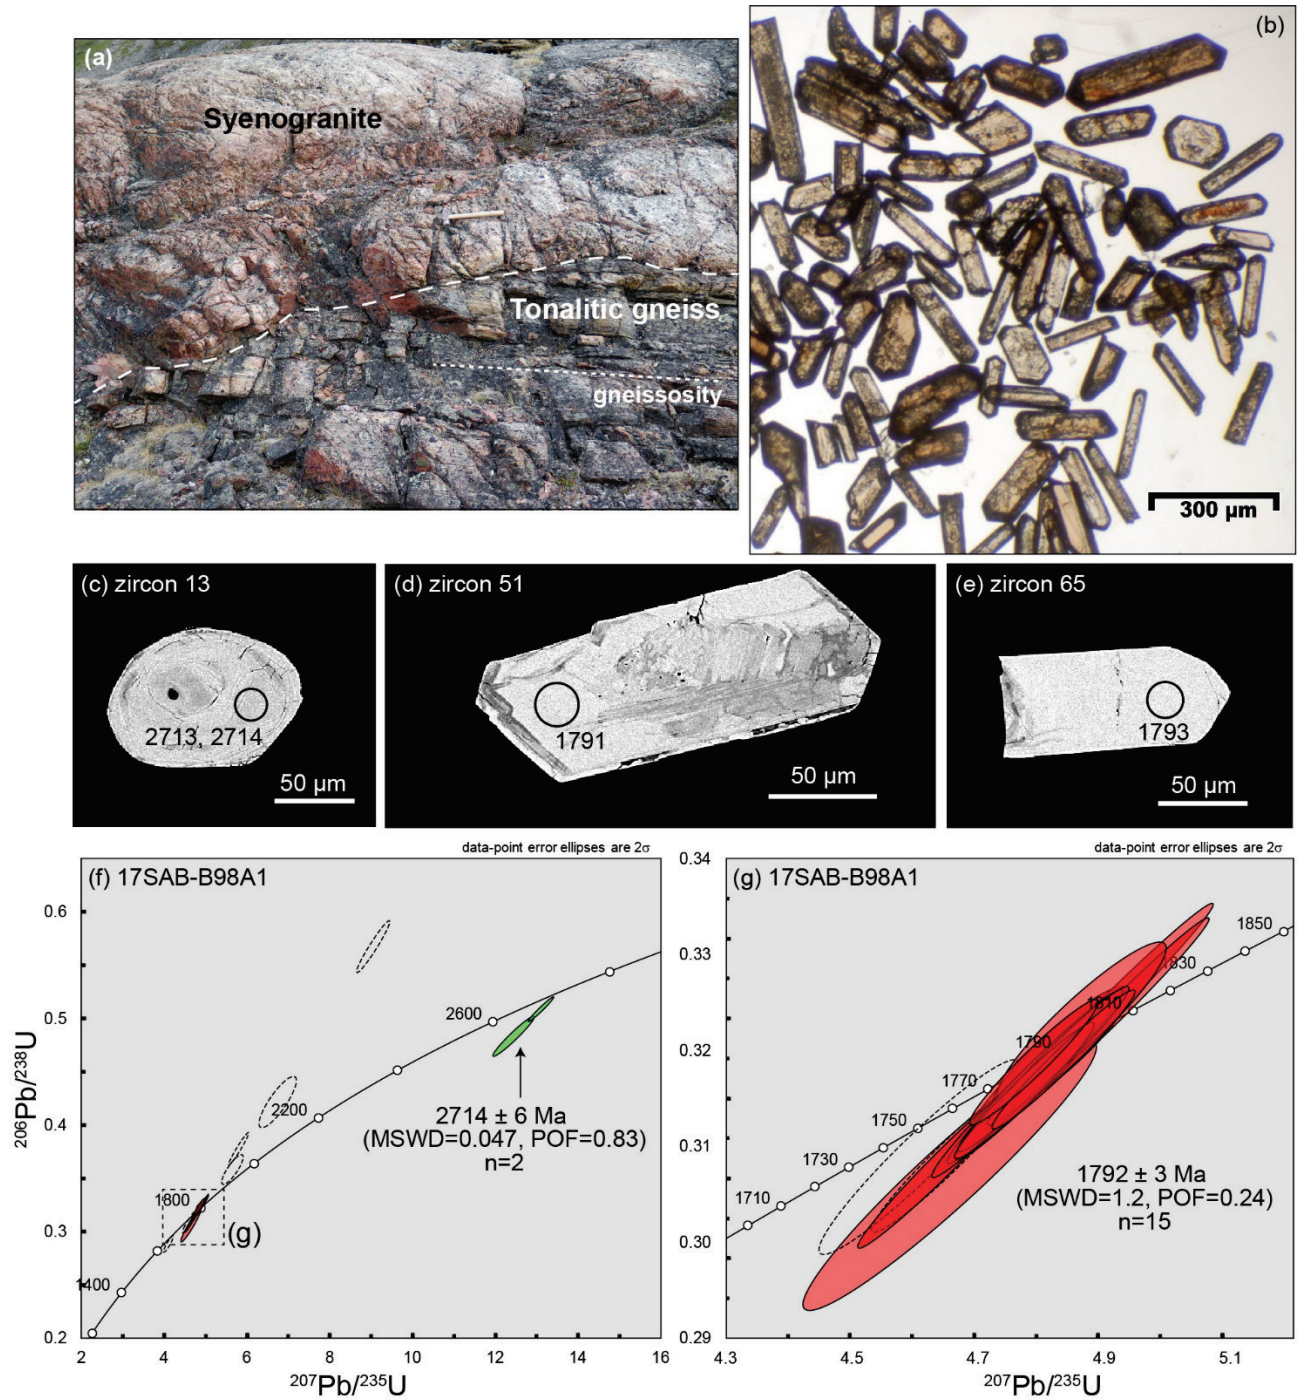 (a)
Syenogranite
Tonalitic gneiss
gneissosity
(b)
300 µm
(c) zircon 13
2713, 2714
50 µm
(d) zircon 51
1791
50 µm
(e) zircon 65
1793
50 µm
data-point error ellipses are 2σ
(f) 17SAB-B98A1
0.6
0.5
0.4
0.3
0.2
206Pb/238U
2600
2200
1800
1400
2714 ± 6 Ma
(MSWD=0.047, POF=0.83)
n=2
(g)
2 4 6 8 10 12 14 16
207Pb/235U
data-point error ellipses are 2σ
(g) 17SAB-B98A1
0.34
0.33
0.32
0.31
0.30
0.29
1850
1830
1810
1790
1770
1750
1730
1710
1792 ± 3 Ma
(MSWD=1.2, POF=0.24)
n=15
4.3 4.5 4.7 4.9 5.1
207Pb/235U